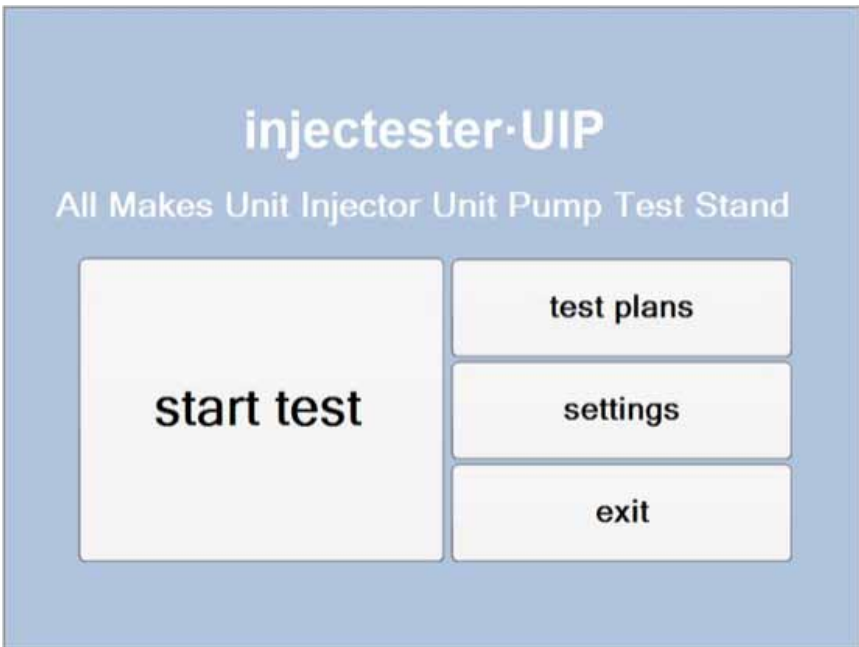 injectester·UIP
All Makes Unit Injector Unit Pump Test Stand
start test
test plans
settings
exit